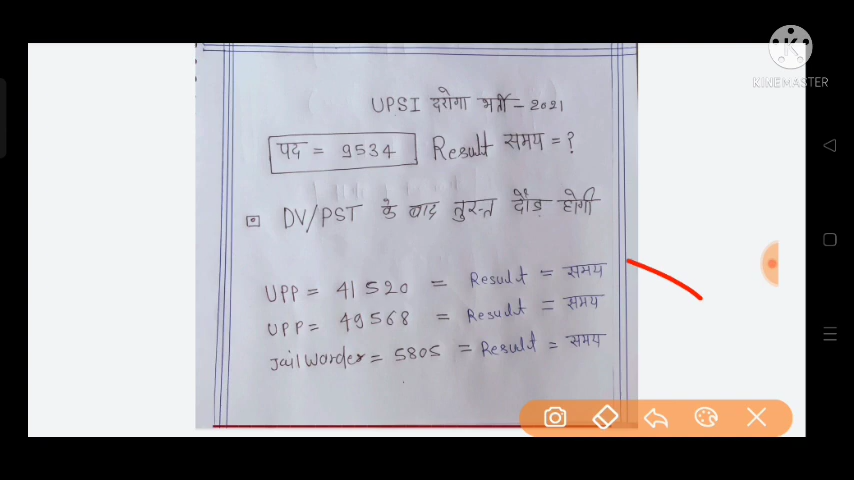 KINEMASTER
UPSI दरोगा भर्ती - 2021
पद = 9534 Result समय = ?
DV/PST के बाद तुरन्त दौड़ होगी
UPP = 41520 = Result = समय
UPP = 49568 = Result = समय
Jail Warder = 5805 = Result = समय